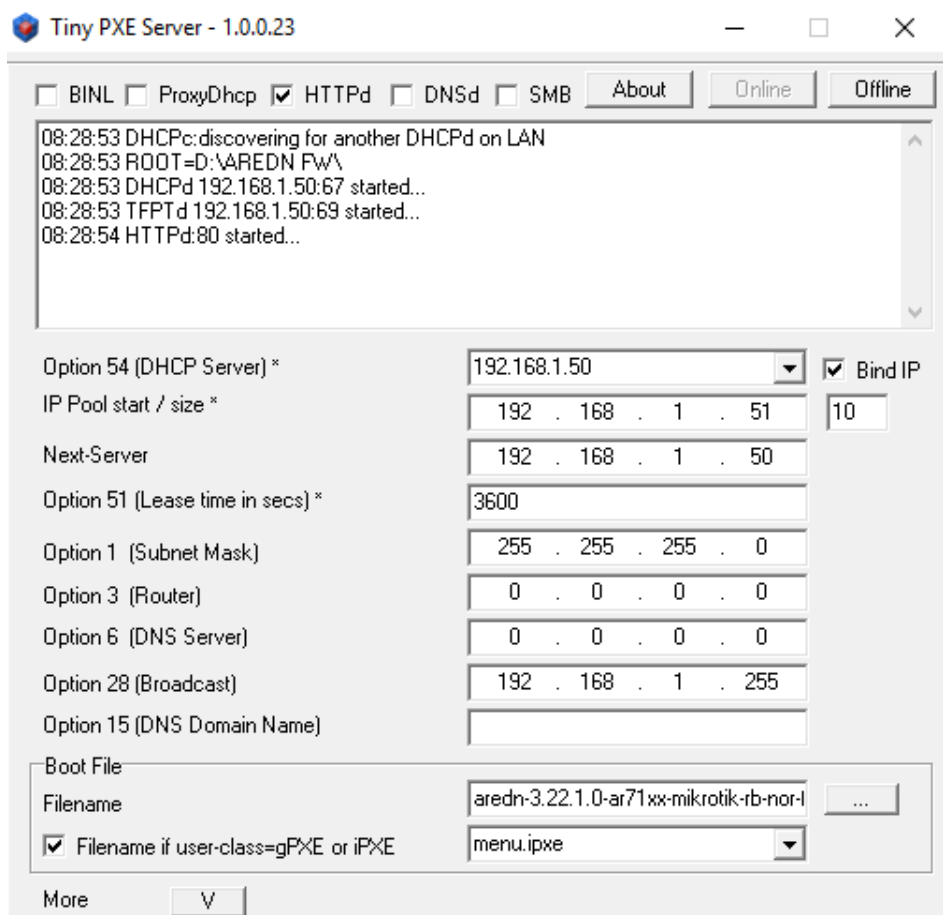 Tiny PXE Server - 1.0.0.23
BINL ProxyDhcp HTTPd DNSd SMB About Online Offline
08:28:53 DHCPc:discovering for another DHCPd on LAN
08:28:53 ROOT=D:\AREDN FW\
08:28:53 DHCPd 192.168.1.50:67 started...
08:28:53 TFPTd 192.168.1.50:69 started...
08:28:54 HTTPd:80 started...
Option 54 (DHCP Server) * 192.168.1.50 Bind IP
IP Pool start / size * 192 . 168 . 1 . 51 10
Next-Server 192 . 168 . 1 . 50
Option 51 (Lease time in secs) * 3600
Option 1 (Subnet Mask) 255 . 255 . 255 . 0
Option 3 (Router) 0 . 0 . 0 . 0
Option 6 (DNS Server) 0 . 0 . 0 . 0
Option 28 (Broadcast) 192 . 168 . 1 . 255
Option 15 (DNS Domain Name)
Boot File
Filename aredn-3.22.1.0-ar71xx-mikrotik-rb-nor- ...
Filename if user-class=gPXE or iPXE menu.ipxe
More V